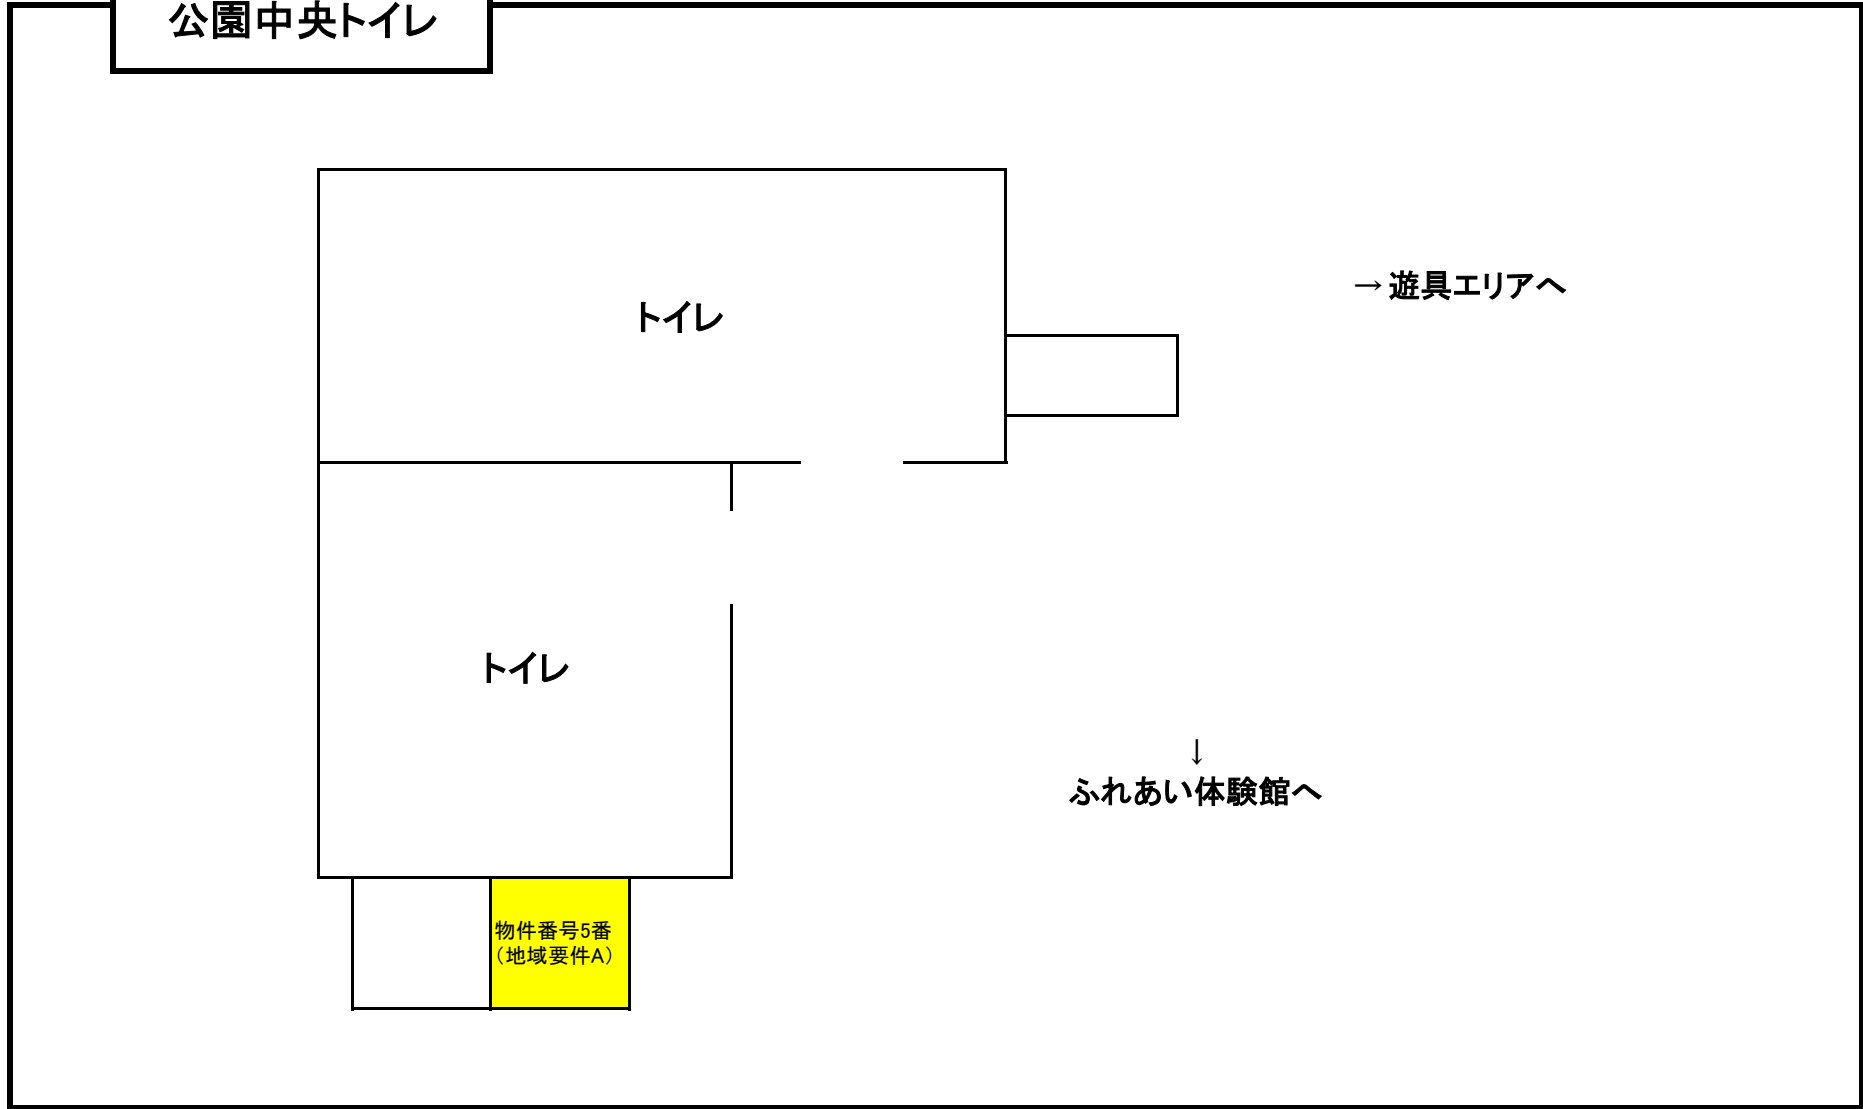 公園中央トイレ
→遊具エリアへ
トイレ
トイレ
↓
ふれあい体験館へ
物件番号5番
（地域要件A）